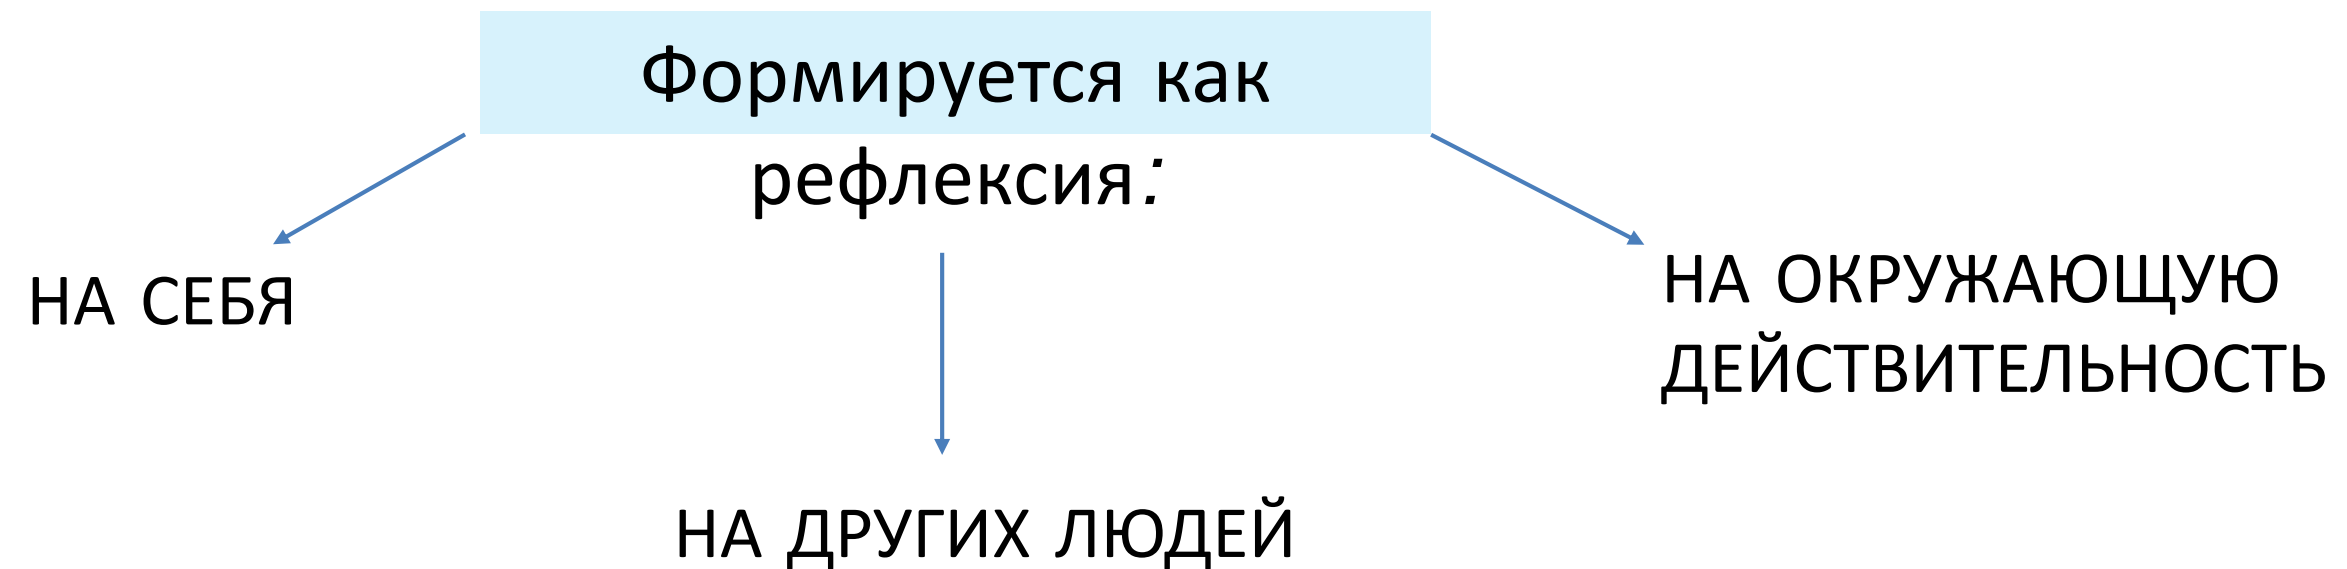 Формируется как
рефлексия:
НА СЕБЯ
НА ОКРУЖАЮЩУЮ
ДЕЙСТВИТЕЛЬНОСТЬ
НА ДРУГИХ ЛЮДЕЙ